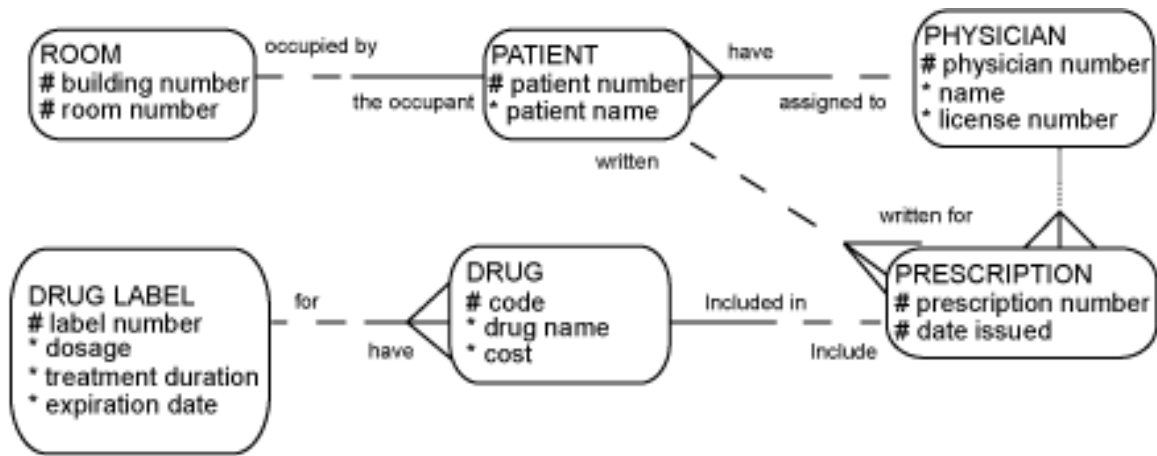 ROOM
# building number
# room number
occupied by
the occupant
PATIENT
# patient number
* patient name
have
assigned to
PHYSICIAN
# physician number
* name
* license number
written
written for
DRUG LABEL
# label number
* dosage
* treatment duration
* expiration date
for
have
DRUG
# code
* drug name
* cost
Included in
Include
PRESCRIPTION
# prescription number
# date issued